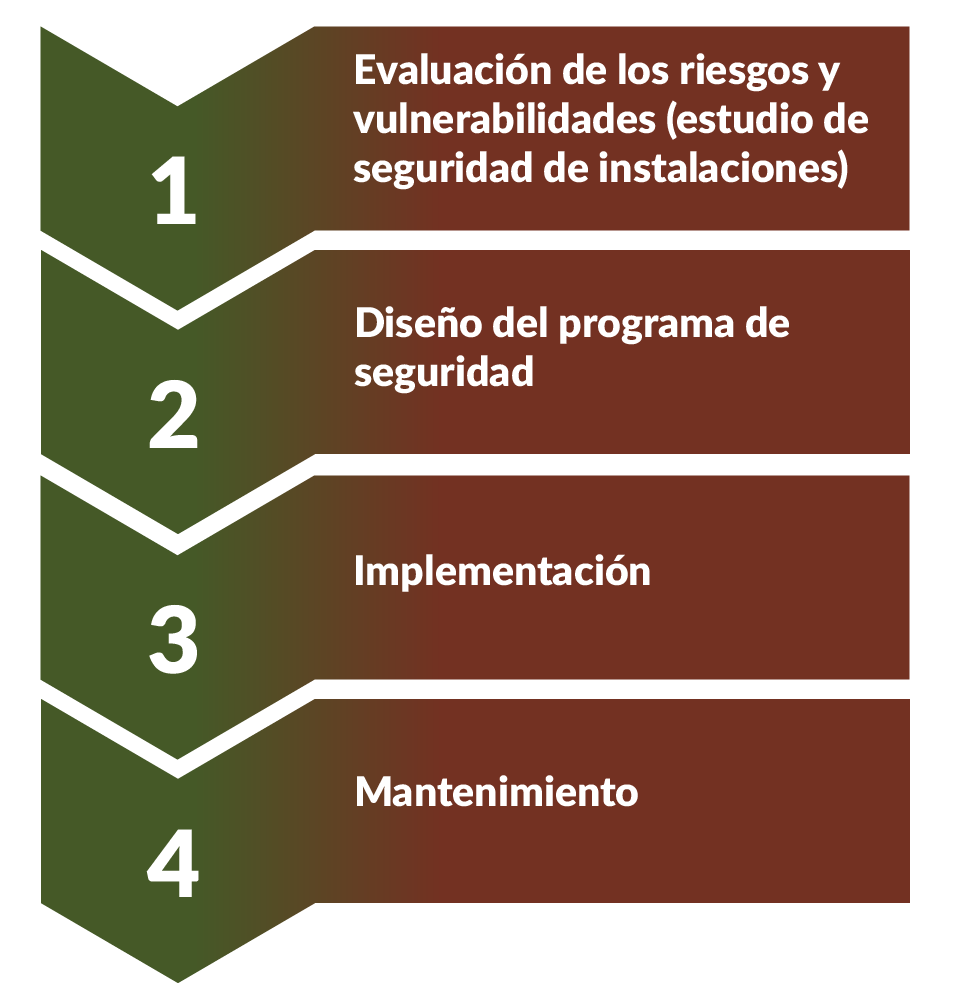 1
Evaluación de los riesgos y
vulnerabilidades (estudio de
seguridad de instalaciones)
2
Diseño del programa de
seguridad
3
Implementación
4
Mantenimiento